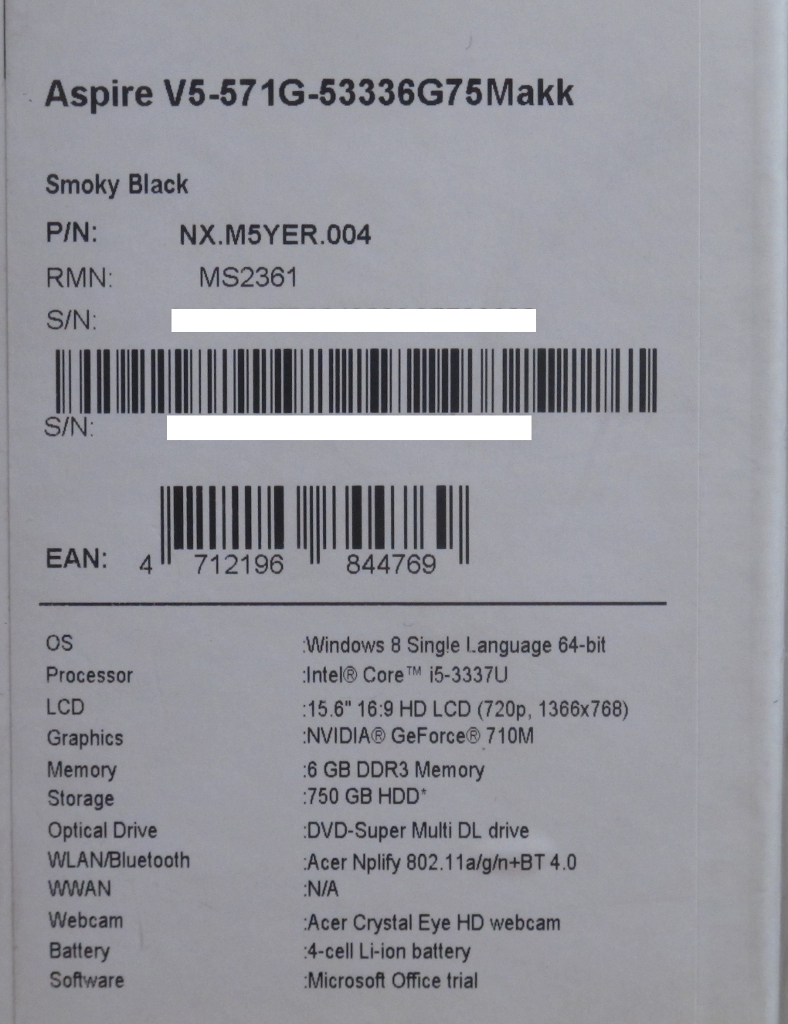 Aspire V5-571G-53336G75Makk
Smoky Black
P/N: NX.M5YER.004
RMN: MS2361
S/N:
S/N:
EAN: 4 712196 844769
OS :Windows 8 Single Language 64-bit
Processor :Intel® Core™ i5-3337U
LCD :15.6" 16:9 HD LCD (720p, 1366x768)
Graphics :NVIDIA® GeForce® 710M
Memory :6 GB DDR3 Memory
Storage :750 GB HDD*
Optical Drive :DVD-Super Multi DL drive
WLAN/Bluetooth :Acer Nplify 802.11a/g/n+BT 4.0
WWAN :N/A
Webcam :Acer Crystal Eye HD webcam
Battery :4-cell Li-ion battery
Software :Microsoft Office trial